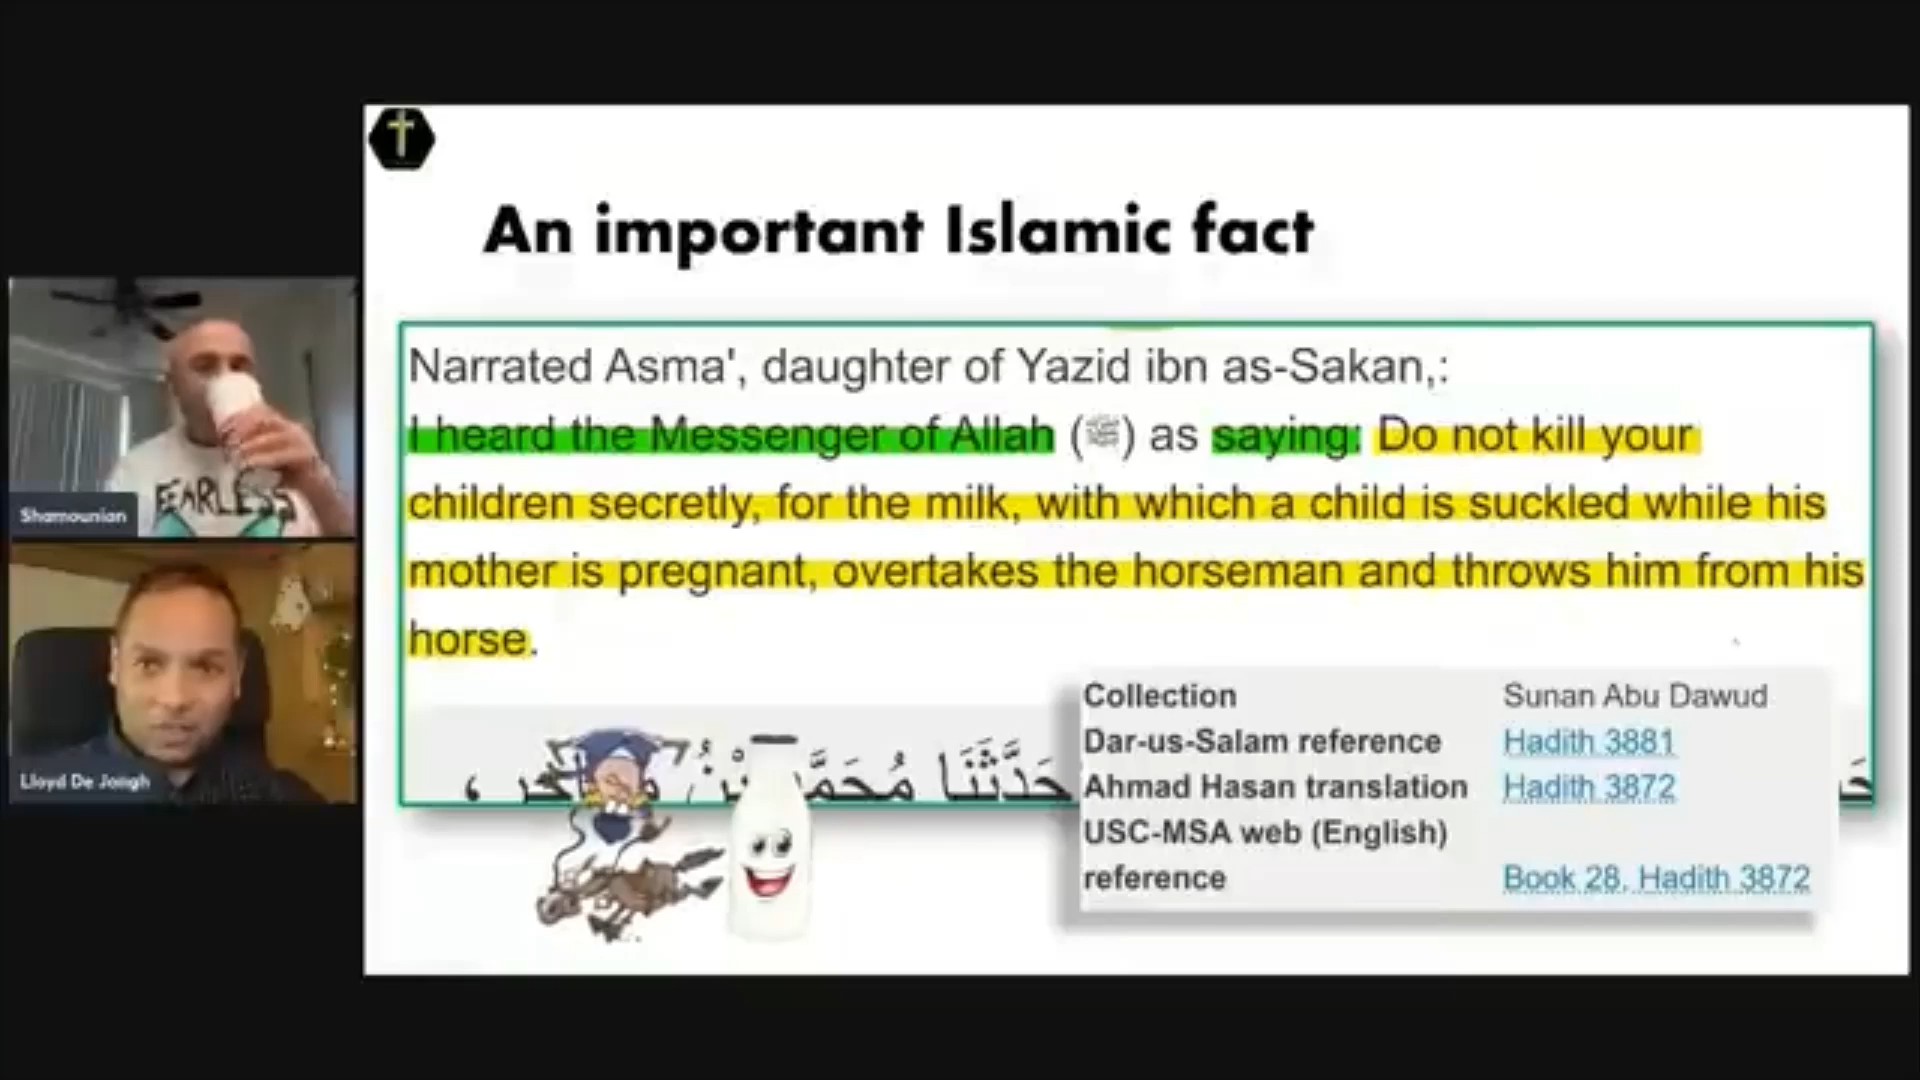 An important Islamic fact
Narrated Asma', daughter of Yazid ibn as-Sakan,:
I heard the Messenger of Allah (ﷺ) as saying: Do not kill your
children secretly, for the milk, with which a child is suckled while his
mother is pregnant, overtakes the horseman and throws him from his
horse.
حَدَّثَنَا مُحَمَّ
Collection Sunan Abu Dawud
Dar-us-Salam reference Hadith 3881
Ahmad Hasan translation Hadith 3872
USC-MSA web (English)
reference Book 28, Hadith 3872
FEARLESS
Shamounian
Lloyd De Jongh